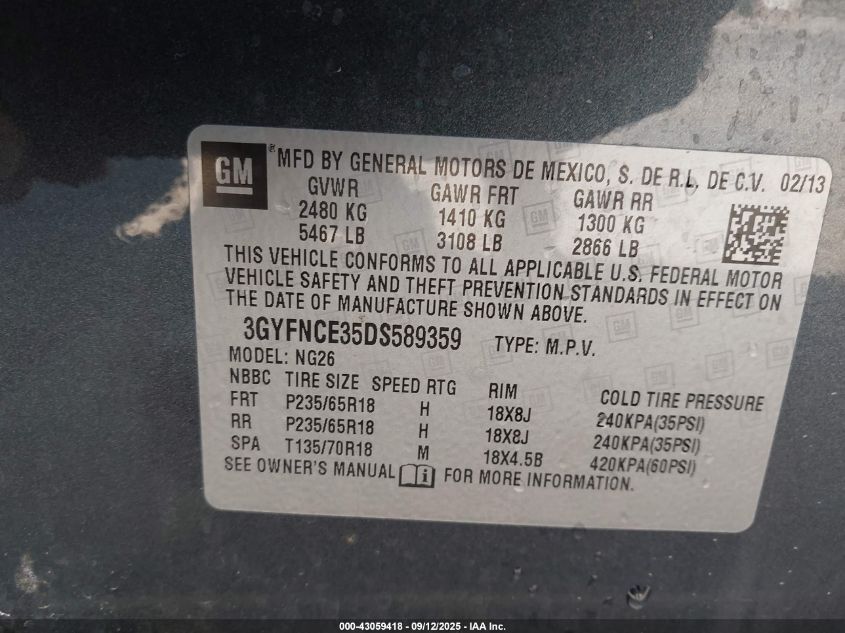 GM ® MFD BY GENERAL MOTORS DE MEXICO, S. DE R.L. DE C.V. 02/13
GVWR GAWR FRT GAWR RR
2480 KG 1410 KG 1300 KG
5467 LB 3108 LB 2866 LB
THIS VEHICLE CONFORMS TO ALL APPLICABLE U.S. FEDERAL MOTOR
VEHICLE SAFETY AND THEFT PREVENTION STANDARDS IN EFFECT ON
THE DATE OF MANUFACTURE SHOWN ABOVE.
3GYFNCE35DS589359 TYPE: M.P.V.
MODEL: NG26
NBBC TIRE SIZE SPEED RTG RIM COLD TIRE PRESSURE
FRT P235/65R18 H 18X8J 240KPA(35PSI)
RR P235/65R18 H 18X8J 240KPA(35PSI)
SPA T135/70R18 M 18X4.5B 420KPA(60PSI)
SEE OWNER'S MANUAL i FOR MORE INFORMATION.
000-43059418 - 09/12/2025 - IAA Inc.